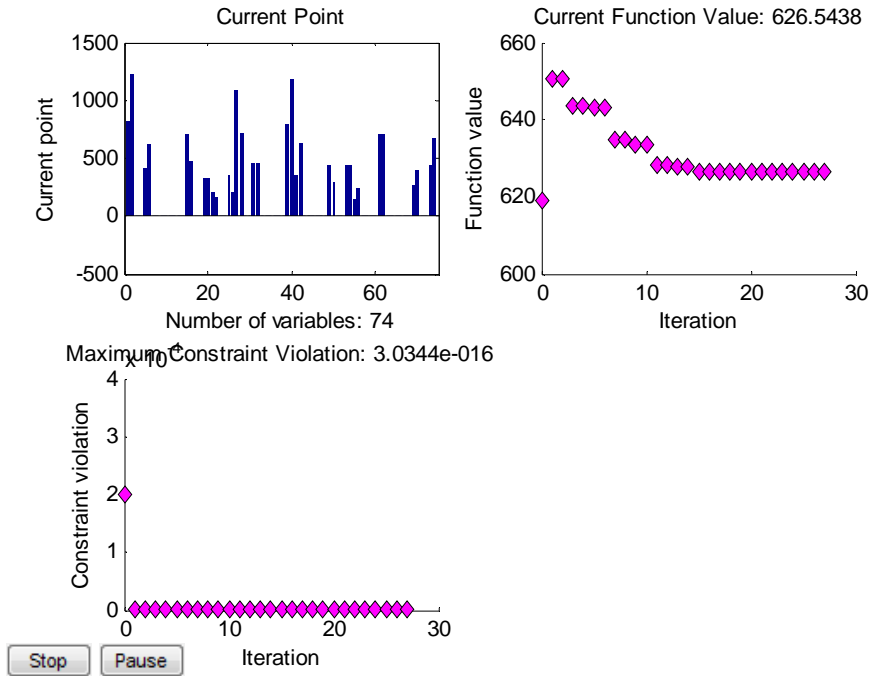 Current Point
1500
1000
500
0
-500
Current point
0 20 40 60
Number of variables: 74
Current Function Value: 626.5438
660
640
620
600
Function value
0 10 20 30
Iteration
Maximum Constraint Violation: 3.0344e-016
x 10-4
4
3
2
1
0
Constraint violation
0 10 20 30
Iteration
Stop Pause